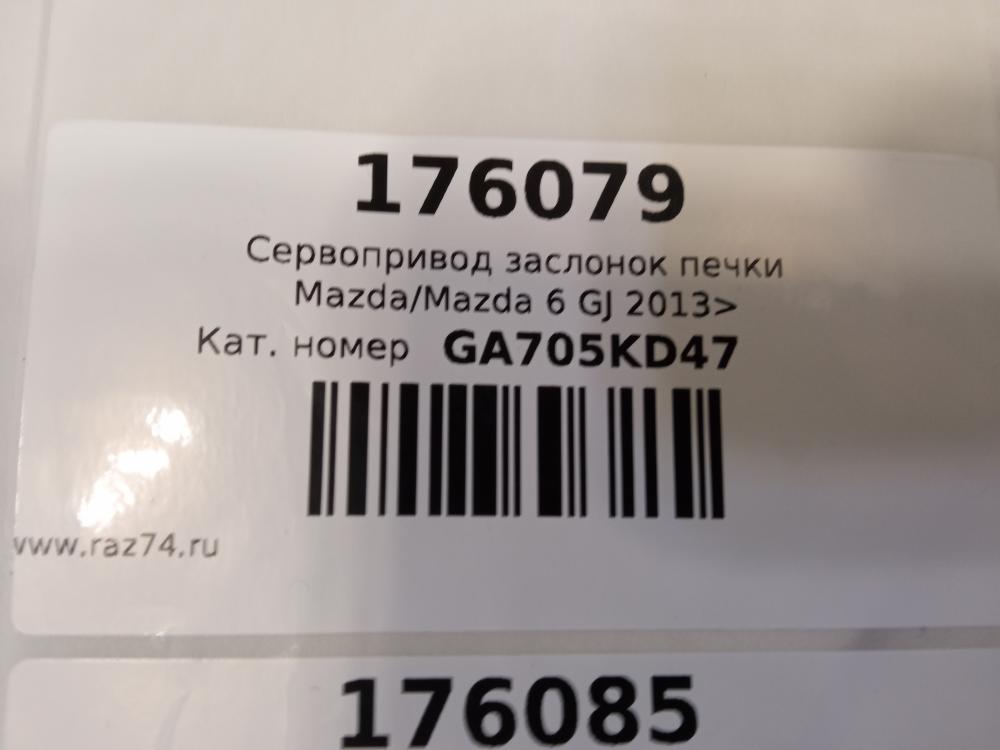 176079
Сервопривод заслонок печки
Mazda/Mazda 6 GJ 2013>
Кат. номер GA705KD47
www.raz74.ru
176085